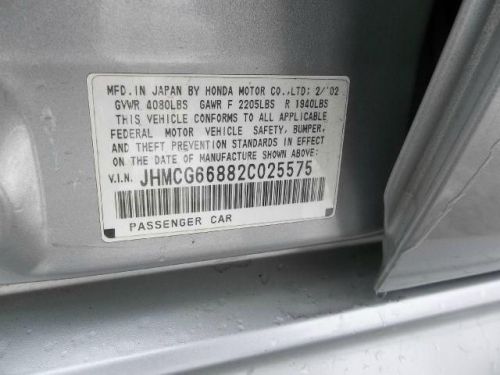 MFD.IN JAPAN BY HONDA MOTOR CO.,LTD; 2/'02
GVWR 4080LBS GAWR F 2205LBS R 1940LBS
THIS VEHICLE CONFORMS TO ALL APPLICABLE
FEDERAL MOTOR VEHICLE SAFETY, BUMPER,
AND THEFT PREVENTION STANDARDS IN EFFECT
ON THE DATE OF MANUFACTURE SHOWN ABOVE:
V.I.N. JHMCG66882C025575
PASSENGER CAR